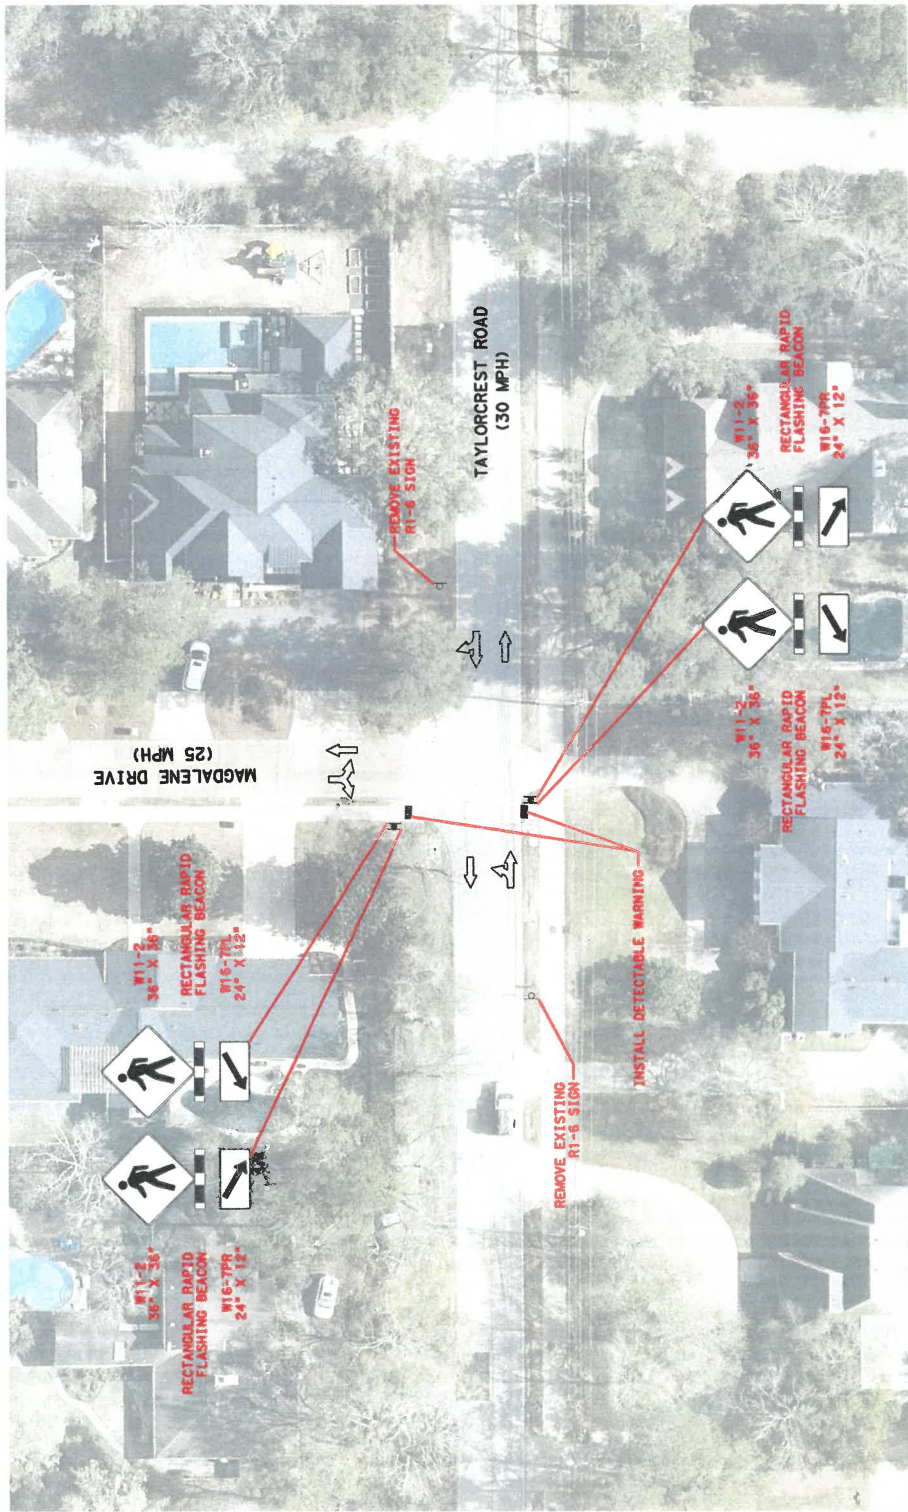 W11-2
36" X 36"
RECTANGULAR RAPID
FLASHING BEACON
W16-7PR
24" X 12"
W11-2
36" X 36"
RECTANGULAR RAPID
FLASHING BEACON
W16-7PL
24" X 12"
MAGDALENE DRIVE
(25 MPH)
REMOVE EXISTING
R1-6 SIGN
TAYLORCREST ROAD
(30 MPH)
REMOVE EXISTING
R1-6 SIGN
INSTALL DETECTABLE WARNING
W11-2
36" X 36"
RECTANGULAR RAPID
FLASHING BEACON
W16-7PL
24" X 12"
W11-2
36" X 36"
RECTANGULAR RAPID
FLASHING BEACON
W16-7PR
24" X 12"